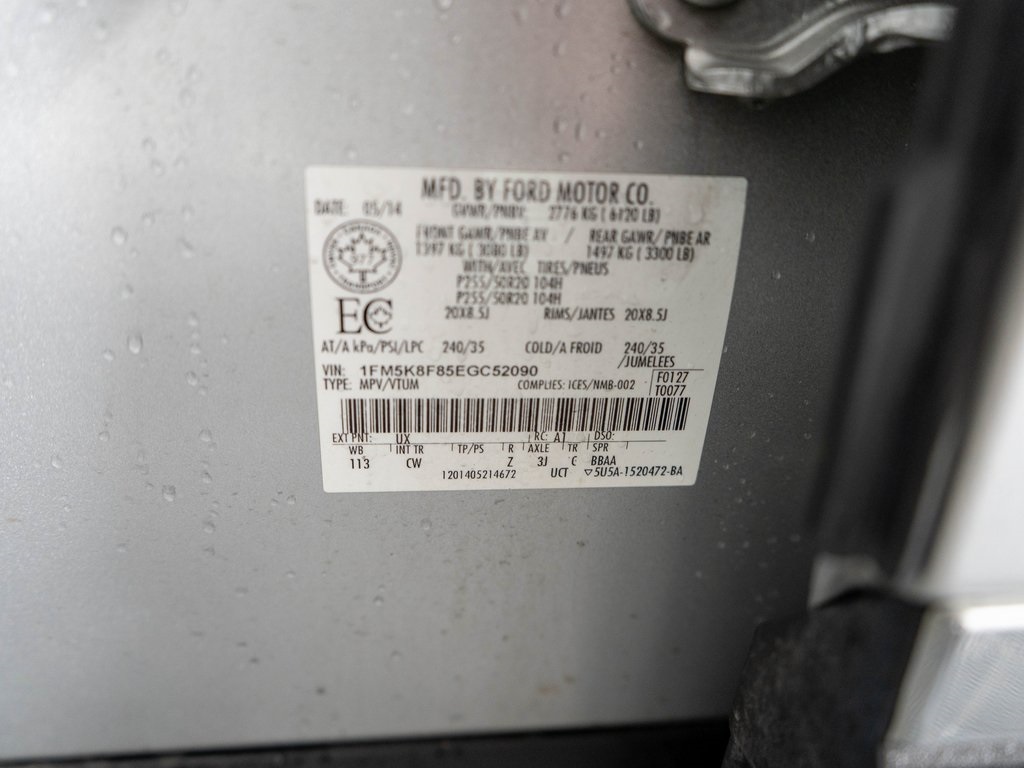 MFD. BY FORD MOTOR CO.
DATE: 05/14 GVWR/PNBV: 2776 KG ( 6120 LB)
FRONT GAWR/PNBE AV / REAR GAWR/PNBE AR
1397 KG ( 3080 LB) 1497 KG ( 3300 LB)
WITH/AVEC TIRES/PNEUS
P255/50R20 104H
P255/50R20 104H
EC
20X8.5J RIMS/JANTES 20X8.5J
AT/A kPa/PSI/LPC 240/35 COLD/A FROID 240/35
/JUMELEES
VIN: 1FM5K8F85EGC52090
TYPE: MPV/VTUM COMPLIES: ICES/NMB-002
F0127
T0077
EXT PNT: UX RC: A1 DSO:
WB INT TR TP/PS R AXLE TR SPR
113 CW Z 3J C BBAA
1201405214672 UCT ▽5U5A-1520472-BA